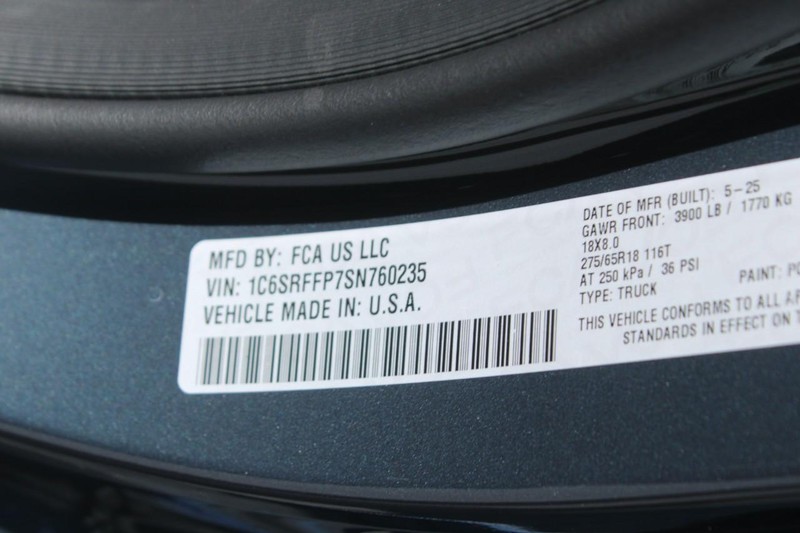 MFD BY: FCA US LLC
VIN: 1C6SRFFP7SN760235
VEHICLE MADE IN: U.S.A.
DATE OF MFR (BUILT): 5-25
GAWR FRONT: 3900 LB / 1770 KG
18X8.0
275/65R18 116T
AT 250 kPa / 36 PSI
TYPE: TRUCK
PAINT:
THIS VEHICLE CONFORMS TO ALL
STANDARDS IN EFFECT ON